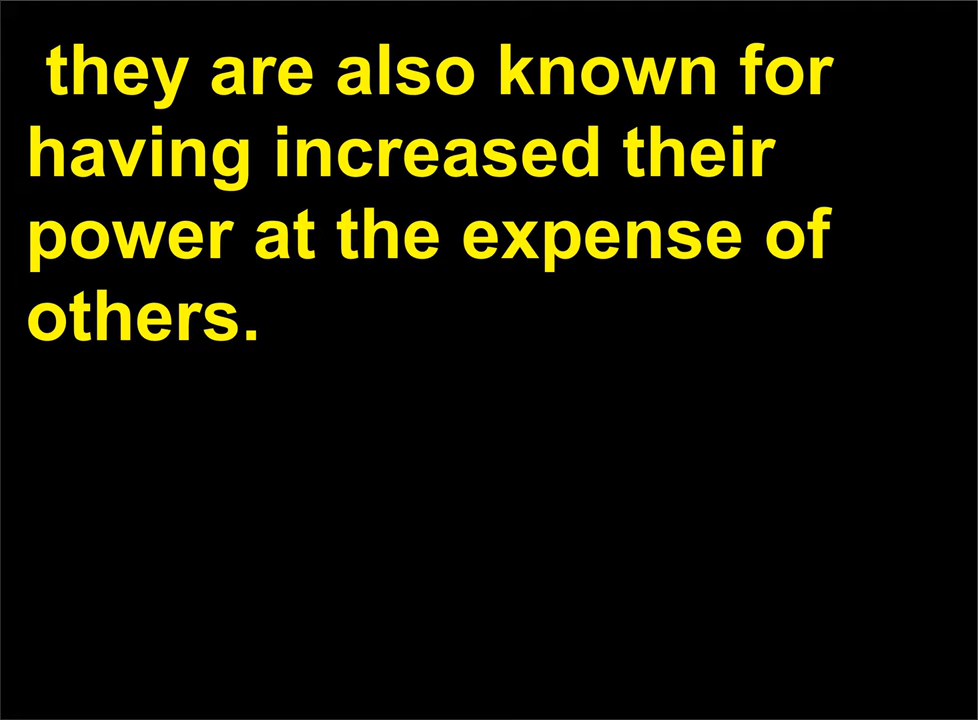 they are also known for
having increased their
power at the expense of
others.